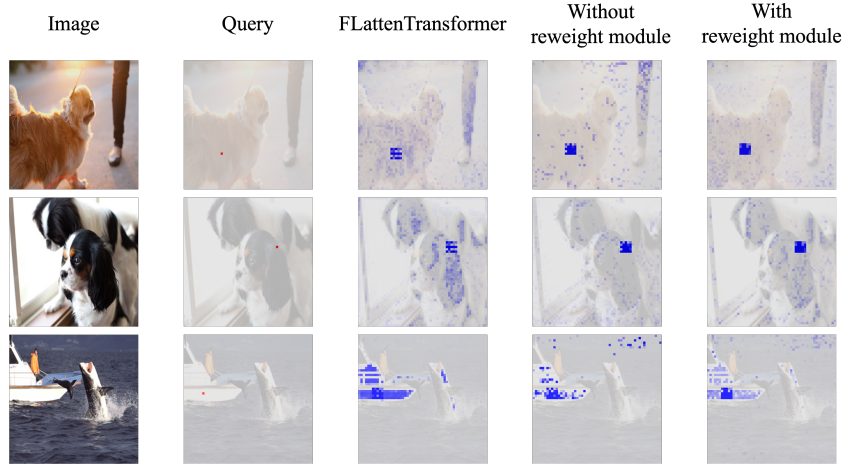 Image
Query
FLattenTransformer
Without
reweight module
With
reweight module